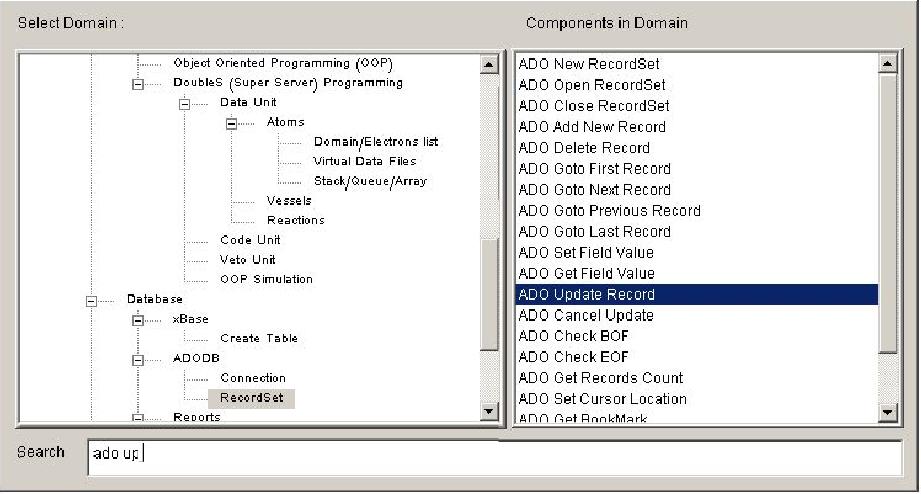 Select Domain :
Object Oriented Programming (OOP)
DoubleS (Super Server) Programming
Data Unit
Atoms
Domain/Electrons list
Virtual Data Files
Stack/Queue/Array
Vessels
Reactions
Code Unit
Veto Unit
OOP Simulation
Database
xBase
Create Table
ADODB
Connection
RecordSet
Reports
Components in Domain
ADO New RecordSet
ADO Open RecordSet
ADO Close RecordSet
ADO Add New Record
ADO Delete Record
ADO Goto First Record
ADO Goto Next Record
ADO Goto Previous Record
ADO Goto Last Record
ADO Set Field Value
ADO Get Field Value
ADO Update Record
ADO Cancel Update
ADO Check BOF
ADO Check EOF
ADO Get Records Count
ADO Set Cursor Location
ADO Get BookMark
Search
ado up